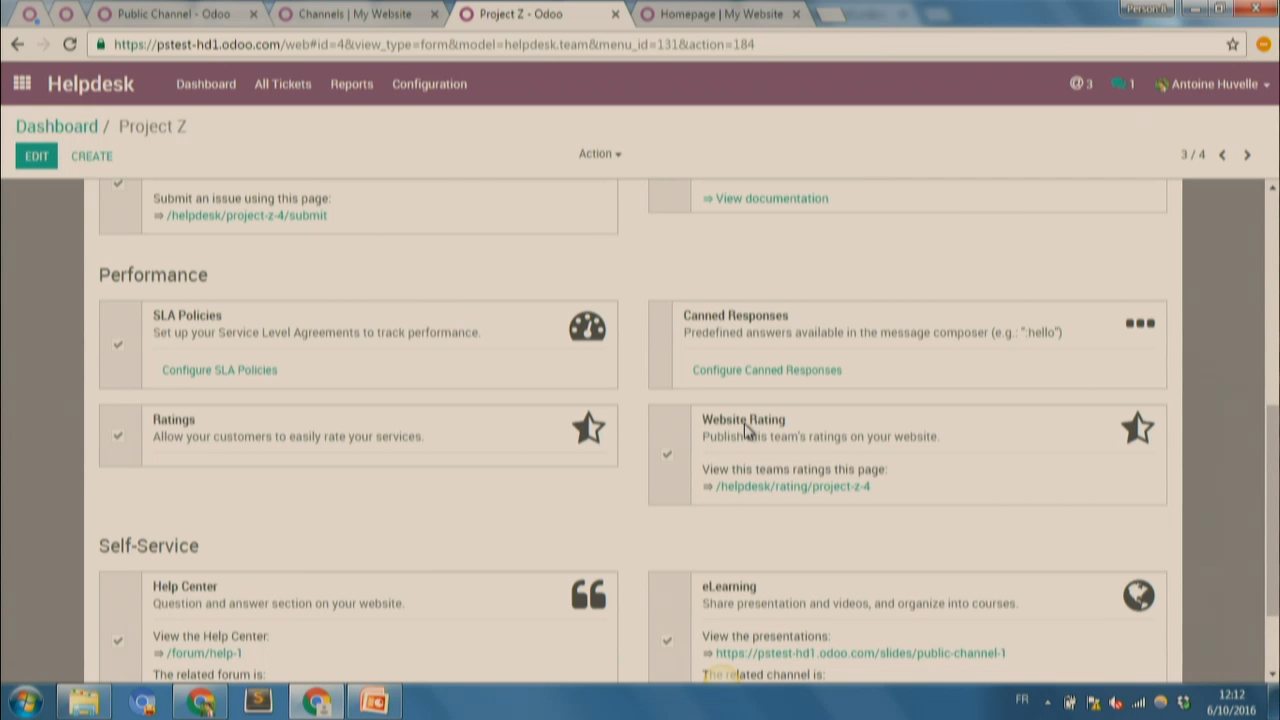 Public Channel - Odoo
Channels | My Website
Project Z - Odoo
Homepage | My Website
Person A
https://pstest-hd1.odoo.com/web#id=4&view_type=form&model=helpdesk.team&menu_id=131&action=184
Helpdesk
Dashboard
All Tickets
Reports
Configuration
@3
1
Antoine Huvelle
Dashboard / Project Z
EDIT
CREATE
Action
3 / 4
Submit an issue using this page:
⇒ /helpdesk/project-z-4/submit
⇒ View documentation
Performance
SLA Policies
Set up your Service Level Agreements to track performance.
Configure SLA Policies
Canned Responses
Predefined answers available in the message composer (e.g.: ":hello")
Configure Canned Responses
Ratings
Allow your customers to easily rate your services.
Website Rating
Publish this team's ratings on your website.
View this teams ratings this page:
⇒ /helpdesk/rating/project-z-4
Self-Service
Help Center
Question and answer section on your website.
View the Help Center:
⇒ /forum/help-1
The related forum is:
eLearning
Share presentation and videos, and organize into courses.
View the presentations:
⇒ https://pstest-hd1.odoo.com/slides/public-channel-1
The related channel is:
FR
12:12
6/10/2016